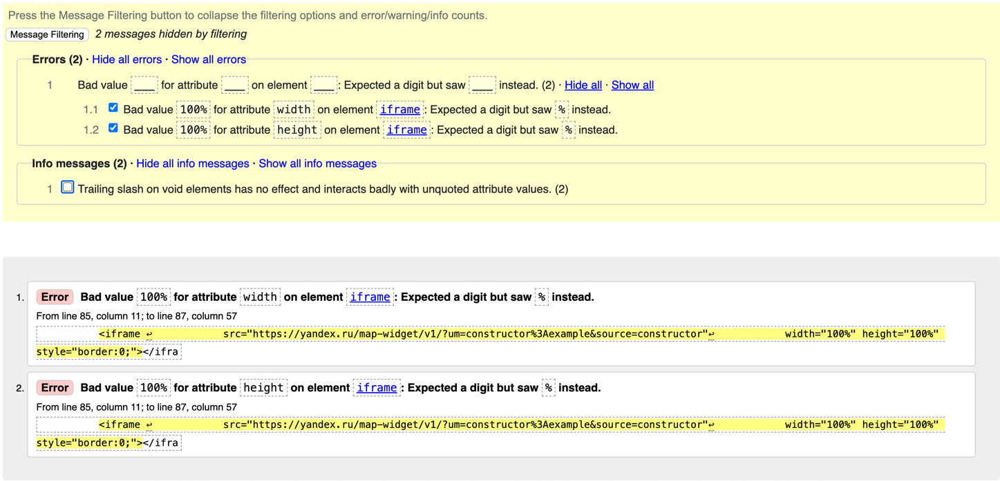 Press the Message Filtering button to collapse the filtering options and error/warning/info counts.
Message Filtering 2 messages hidden by filtering
Errors (2) · Hide all errors · Show all errors
1 Bad value ____ for attribute ____ on element ____: Expected a digit but saw ____ instead. (2) · Hide all · Show all
1.1 Bad value 100% for attribute width on element iframe: Expected a digit but saw % instead.
1.2 Bad value 100% for attribute height on element iframe: Expected a digit but saw % instead.
Info messages (2) · Hide all info messages · Show all info messages
1 Trailing slash on void elements has no effect and interacts badly with unquoted attribute values. (2)
1. Error Bad value 100% for attribute width on element iframe: Expected a digit but saw % instead.
From line 85, column 11; to line 87, column 57
<iframe ↩ src="https://yandex.ru/map-widget/v1/?um=constructor%3Aexample&source=constructor"↩ width="100%" height="100%"
style="border:0;"></ifra
2. Error Bad value 100% for attribute height on element iframe: Expected a digit but saw % instead.
From line 85, column 11; to line 87, column 57
<iframe ↩ src="https://yandex.ru/map-widget/v1/?um=constructor%3Aexample&source=constructor"↩ width="100%" height="100%"
style="border:0;"></ifra